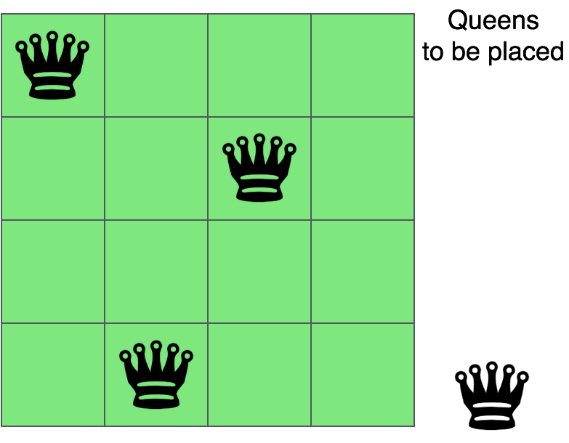 Queens
to be placed